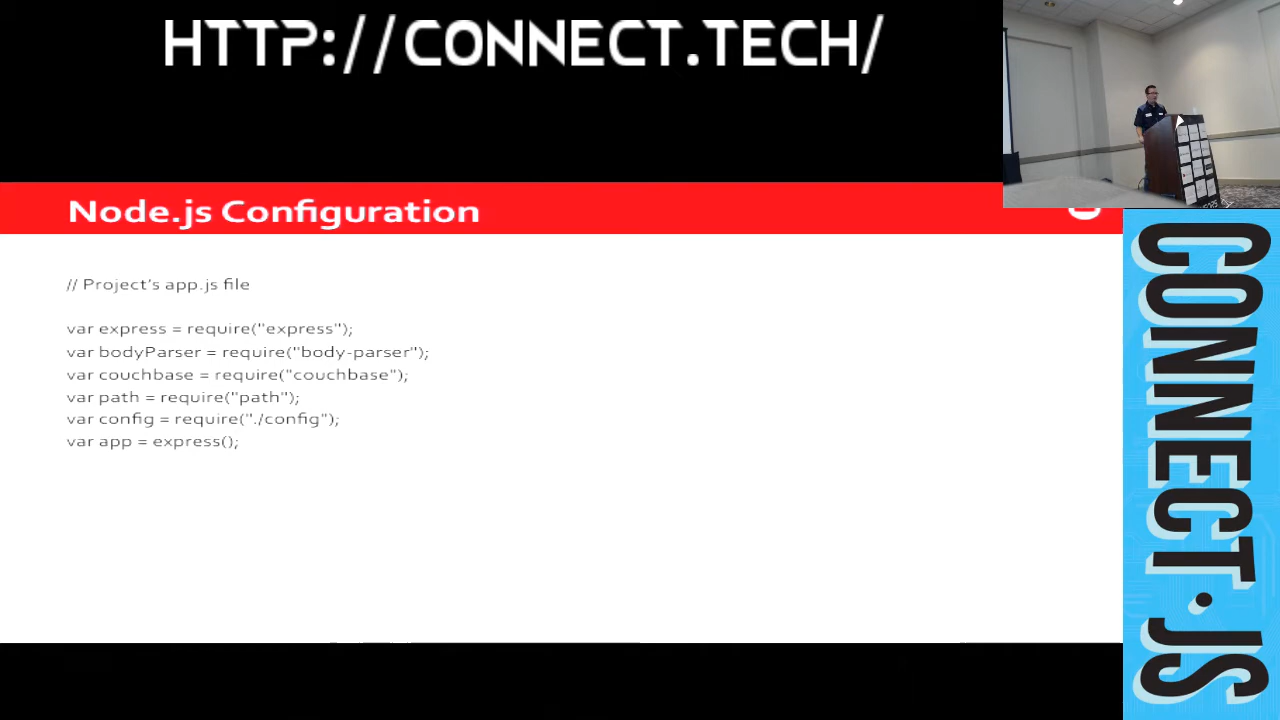 HTTP://CONNECT.TECH/
Node.js Configuration
// Project's app.js file
var express = require("express");
var bodyParser = require("body-parser");
var couchbase = require("couchbase");
var path = require("path");
var config = require("./config");
var app = express();
CONNECT.JS